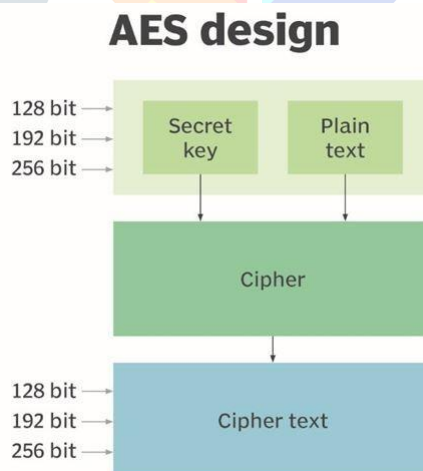 AES design
128 bit
192 bit
256 bit
Secret
key
Plain
text
Cipher
128 bit
192 bit
256 bit
Cipher text